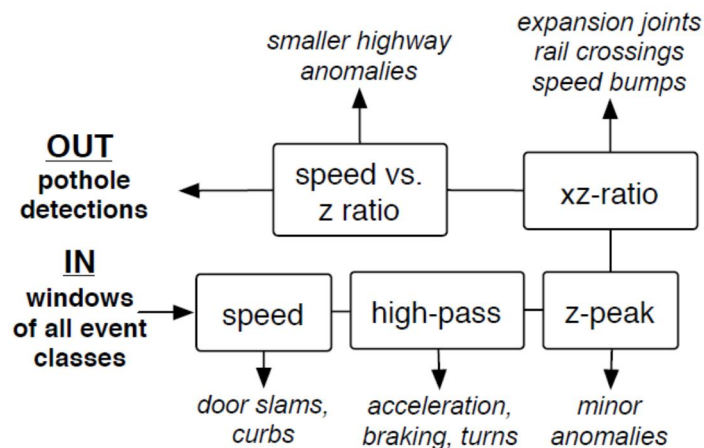 smaller highway
anomalies
expansion joints
rail crossings
speed bumps
OUT
pothole
detections
speed vs.
z ratio
xz-ratio
IN
windows
of all event
classes
speed
high-pass
z-peak
door slams,
curbs
acceleration,
braking, turns
minor
anomalies